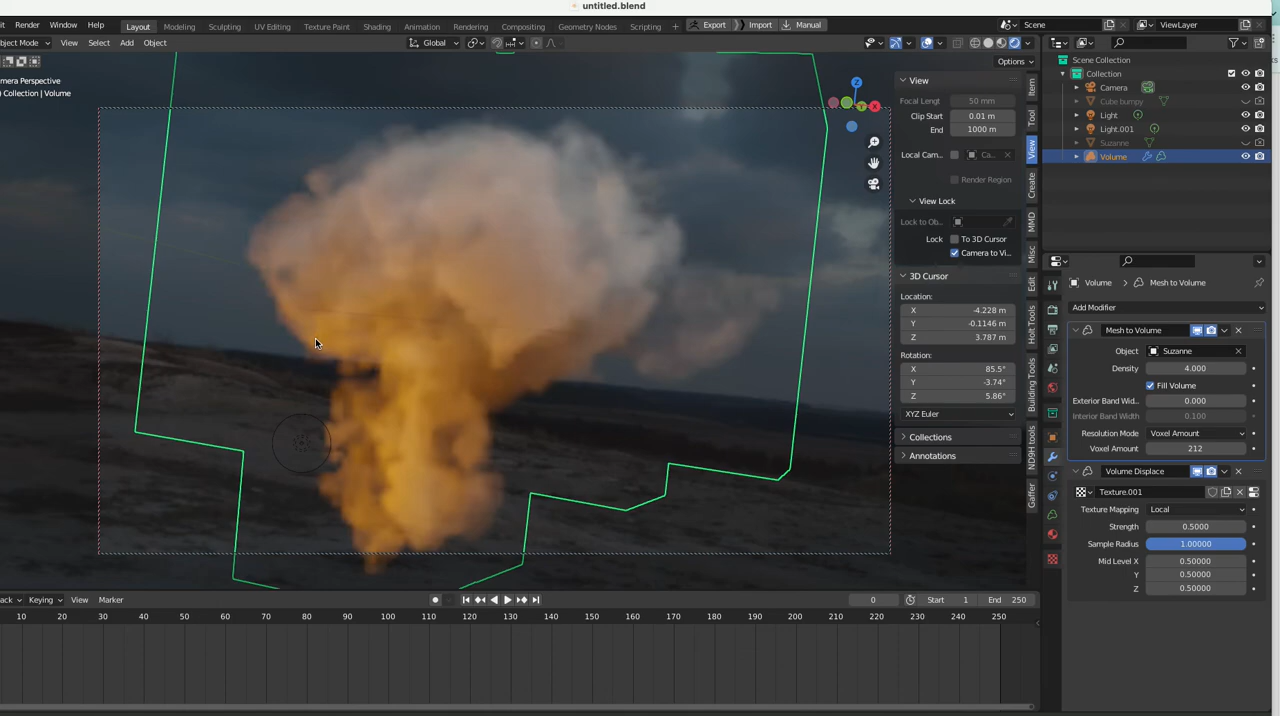 untitled.blend
Render Window Help Layout Modeling Sculpting UV Editing Texture Paint Shading Animation Rendering Compositing Geometry Nodes Scripting Export Import Manual Scene ViewLayer
bject Mode View Select Add Object Global
Options
mera Perspective
) Collection | Volume
View
Focal Lengt 50 mm
Clip Start 0.01 m
End 1000 m
Local Cam... Ca...
Render Region
View Lock
Lock to Ob...
Lock To 3D Cursor
Camera to Vi...
3D Cursor
Location:
X -4.228 m
Y -0.1146 m
Z 3.787 m
Rotation:
X 85.5°
Y -3.74°
Z 5.86°
XYZ Euler
Collections
Annotations
Item
Tool
View
Create
MMD
Misc
Edit
Holt Tools
Building Tools
ND9H tools
Gaffer
Scene Collection
Collection
Camera
Cube bumpy
Light
Light.001
Suzanne
Volume
Volume Mesh to Volume
Add Modifier
Mesh to Volume
Object Suzanne
Density 4.000
Fill Volume
Exterior Band Wid... 0.000
Interior Band Width 0.100
Resolution Mode Voxel Amount
Voxel Amount 212
Volume Displace
Texture.001
Texture Mapping Local
Strength 0.5000
Sample Radius 1.00000
Mid Level X 0.50000
Y 0.50000
Z 0.50000
ack Keying View Marker 0 Start 1 End 250
10 20 30 40 50 60 70 80 90 100 110 120 130 140 150 160 170 180 190 200 210 220 230 240 250